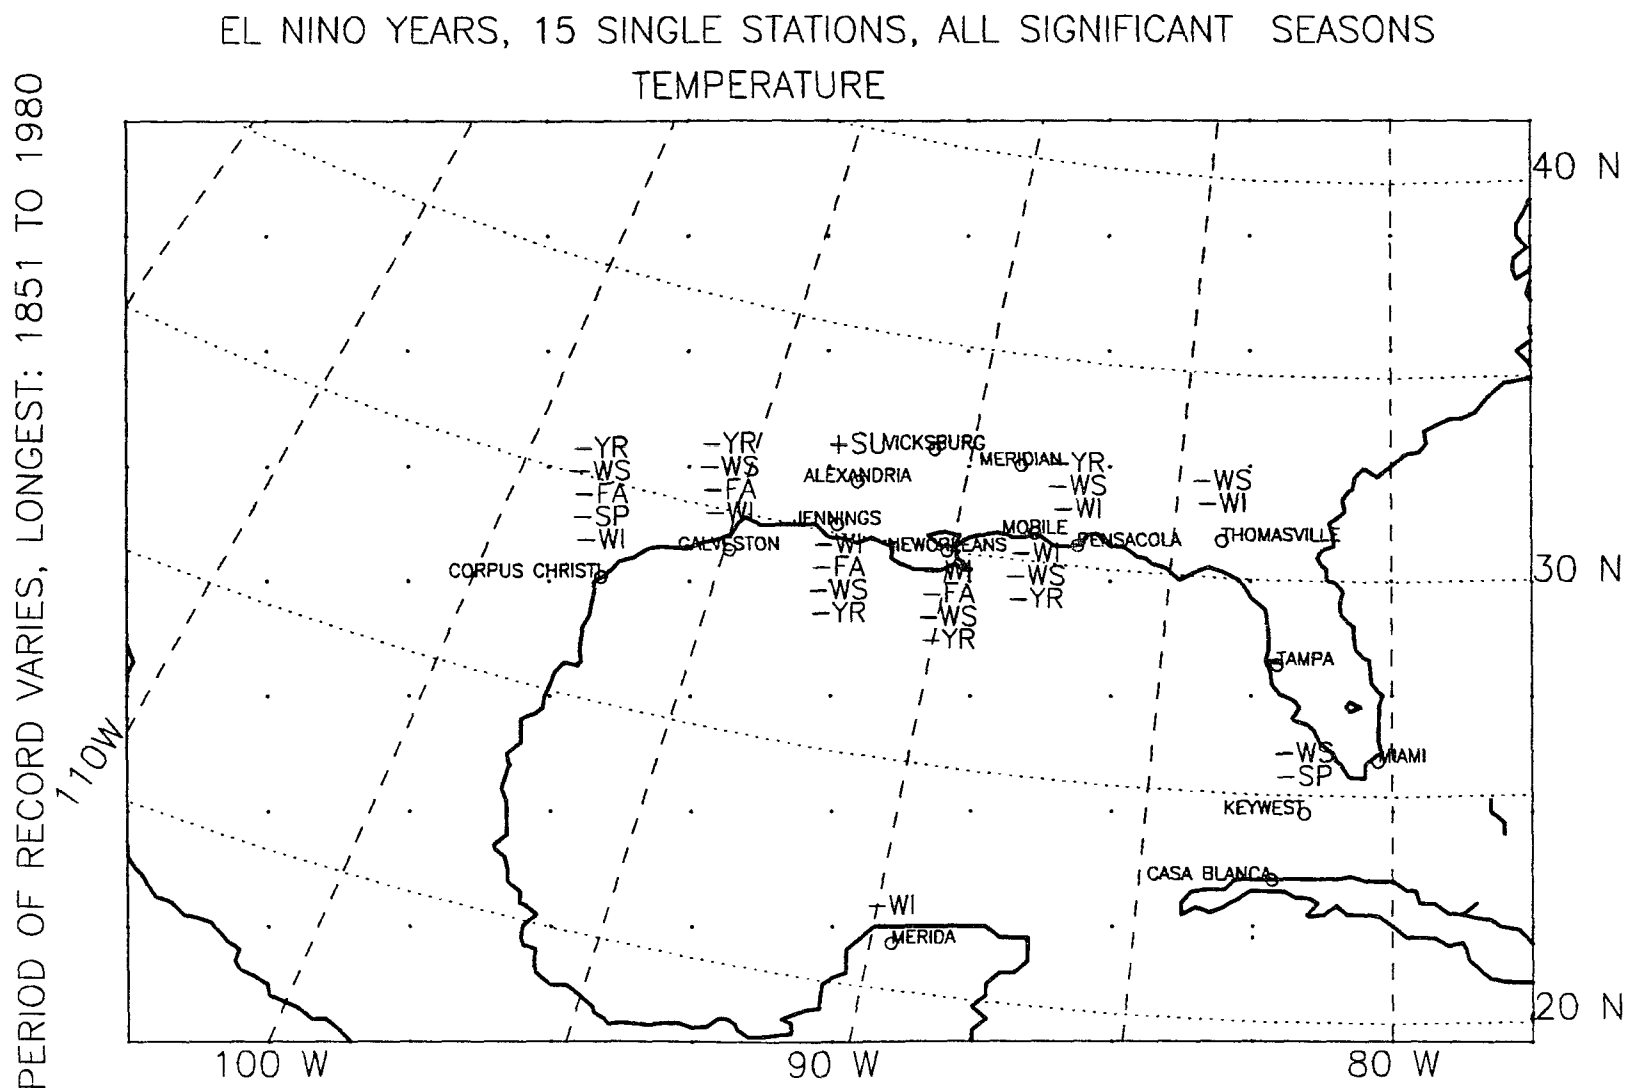 EL NINO YEARS, 15 SINGLE STATIONS, ALL SIGNIFICANT SEASONS
TEMPERATURE
PERIOD OF RECORD VARIES, LONGEST: 1851 TO 1980
40 N
-YR
-WS
-FA
-SP
-WI
CORPUS CHRISTI
-YR
-WS
-FA
-WI
GALVESTON
+SU
VICKSBURG
ALEXANDRIA
JENNINGS
-WI
-FA
-WS
-YR
NEWORLEANS
WI
-FA
-WS
-YR
MERIDIAN
-YR
-WS
-WI
MOBILE
-WI
-WS
-YR
PENSACOLA
-WS
-WI
THOMASVILLE
30 N
TAMPA
-WS
-SP
MIAMI
KEYWEST
CASA BLANCA
-WI
MERIDA
110W
20 N
100 W
90 W
80 W